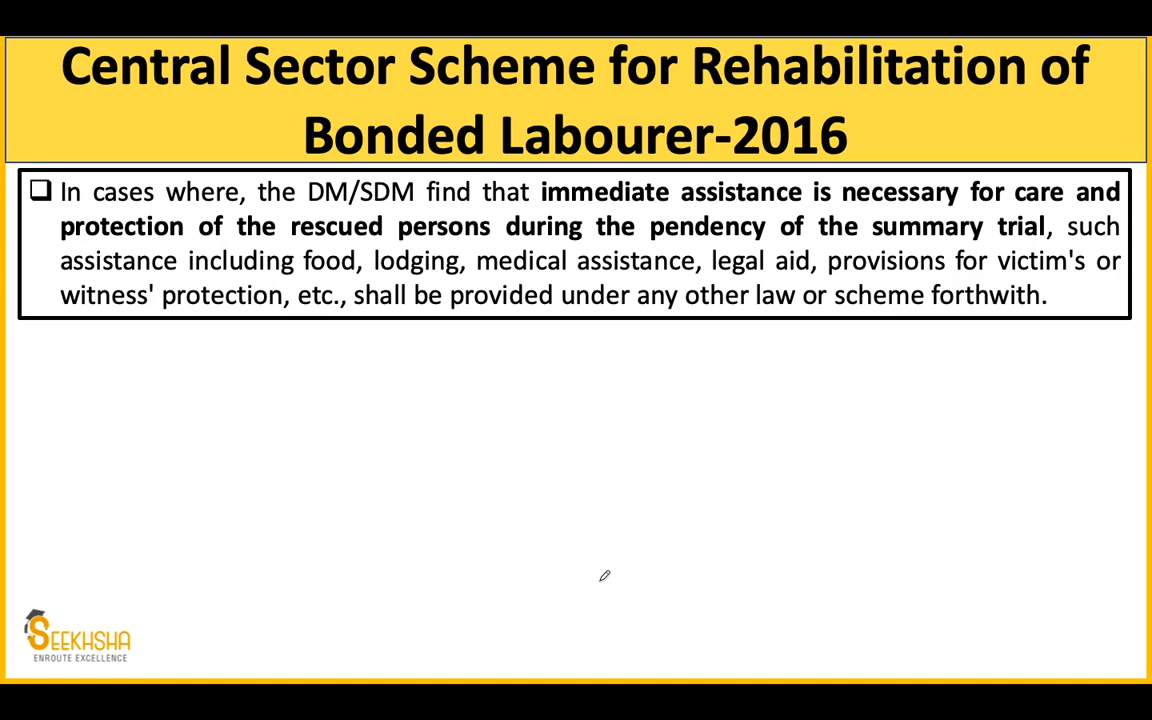 Central Sector Scheme for Rehabilitation of
Bonded Labourer-2016
In cases where, the DM/SDM find that immediate assistance is necessary for care and
protection of the rescued persons during the pendency of the summary trial, such
assistance including food, lodging, medical assistance, legal aid, provisions for victim's or
witness' protection, etc., shall be provided under any other law or scheme forthwith.
SEEKHSHA
ENROUTE EXCELLENCE